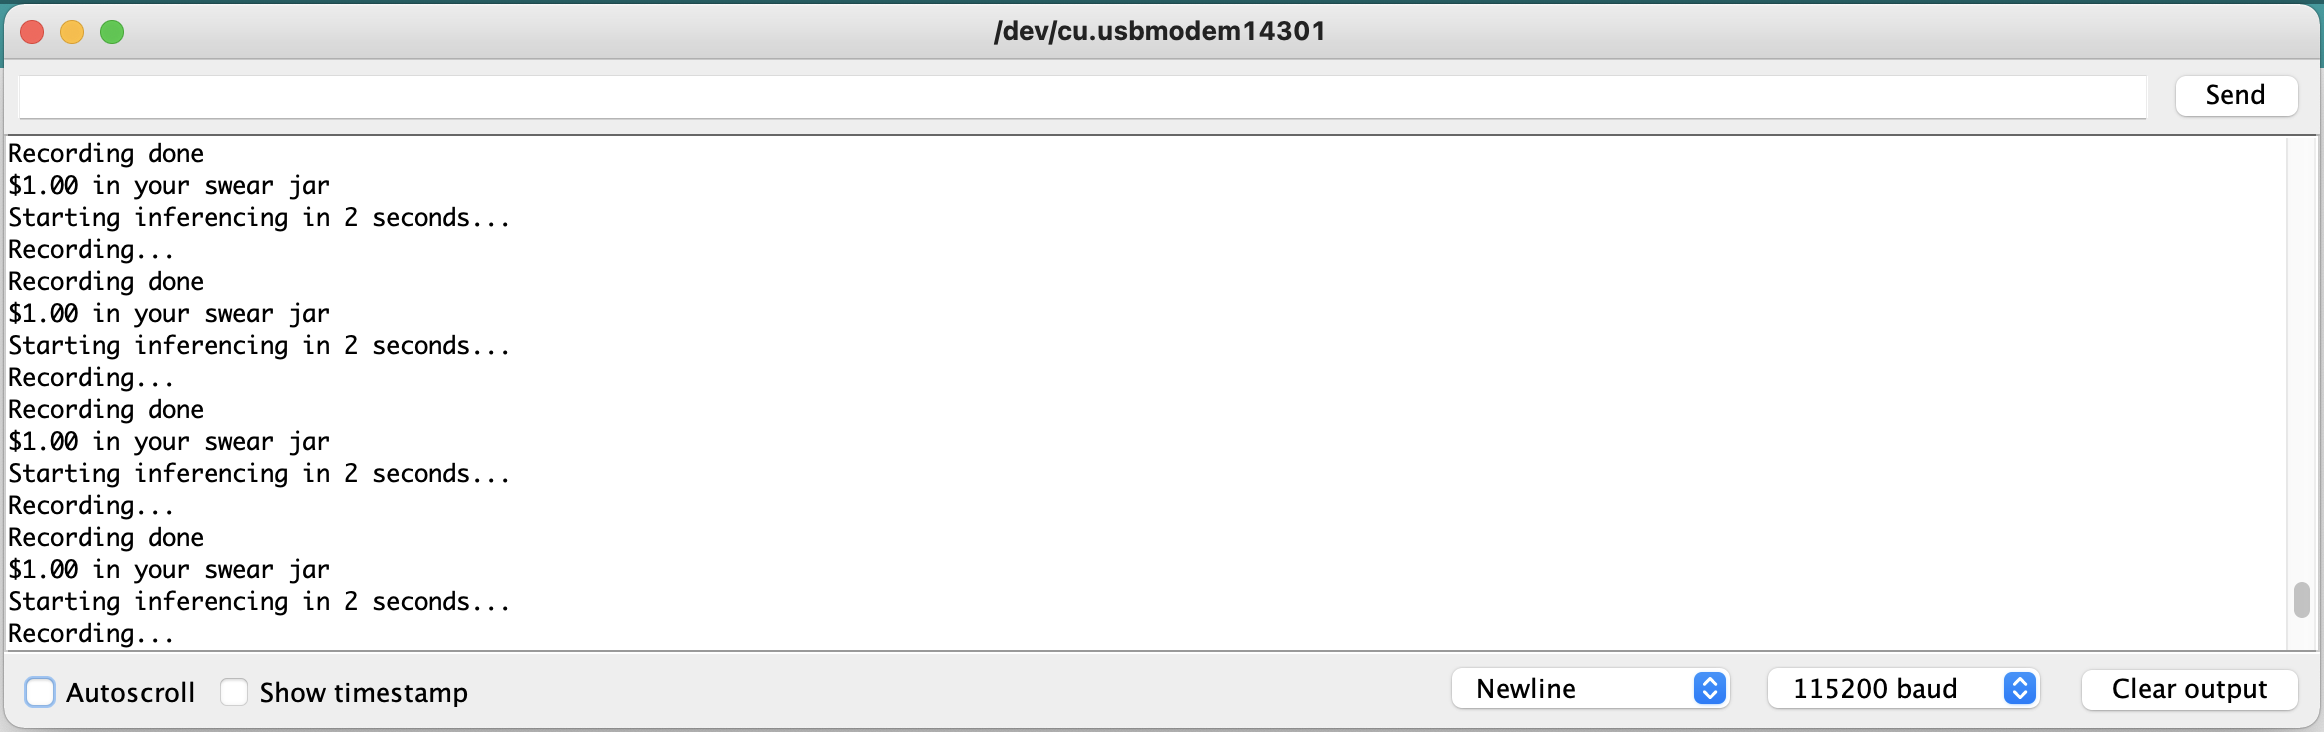 /dev/cu.usbmodem14301
Send
Recording done
$1.00 in your swear jar
Starting inferencing in 2 seconds...
Recording...
Recording done
$1.00 in your swear jar
Starting inferencing in 2 seconds...
Recording...
Recording done
$1.00 in your swear jar
Starting inferencing in 2 seconds...
Recording...
Recording done
$1.00 in your swear jar
Starting inferencing in 2 seconds...
Recording...
Autoscroll Show timestamp Newline 115200 baud Clear output